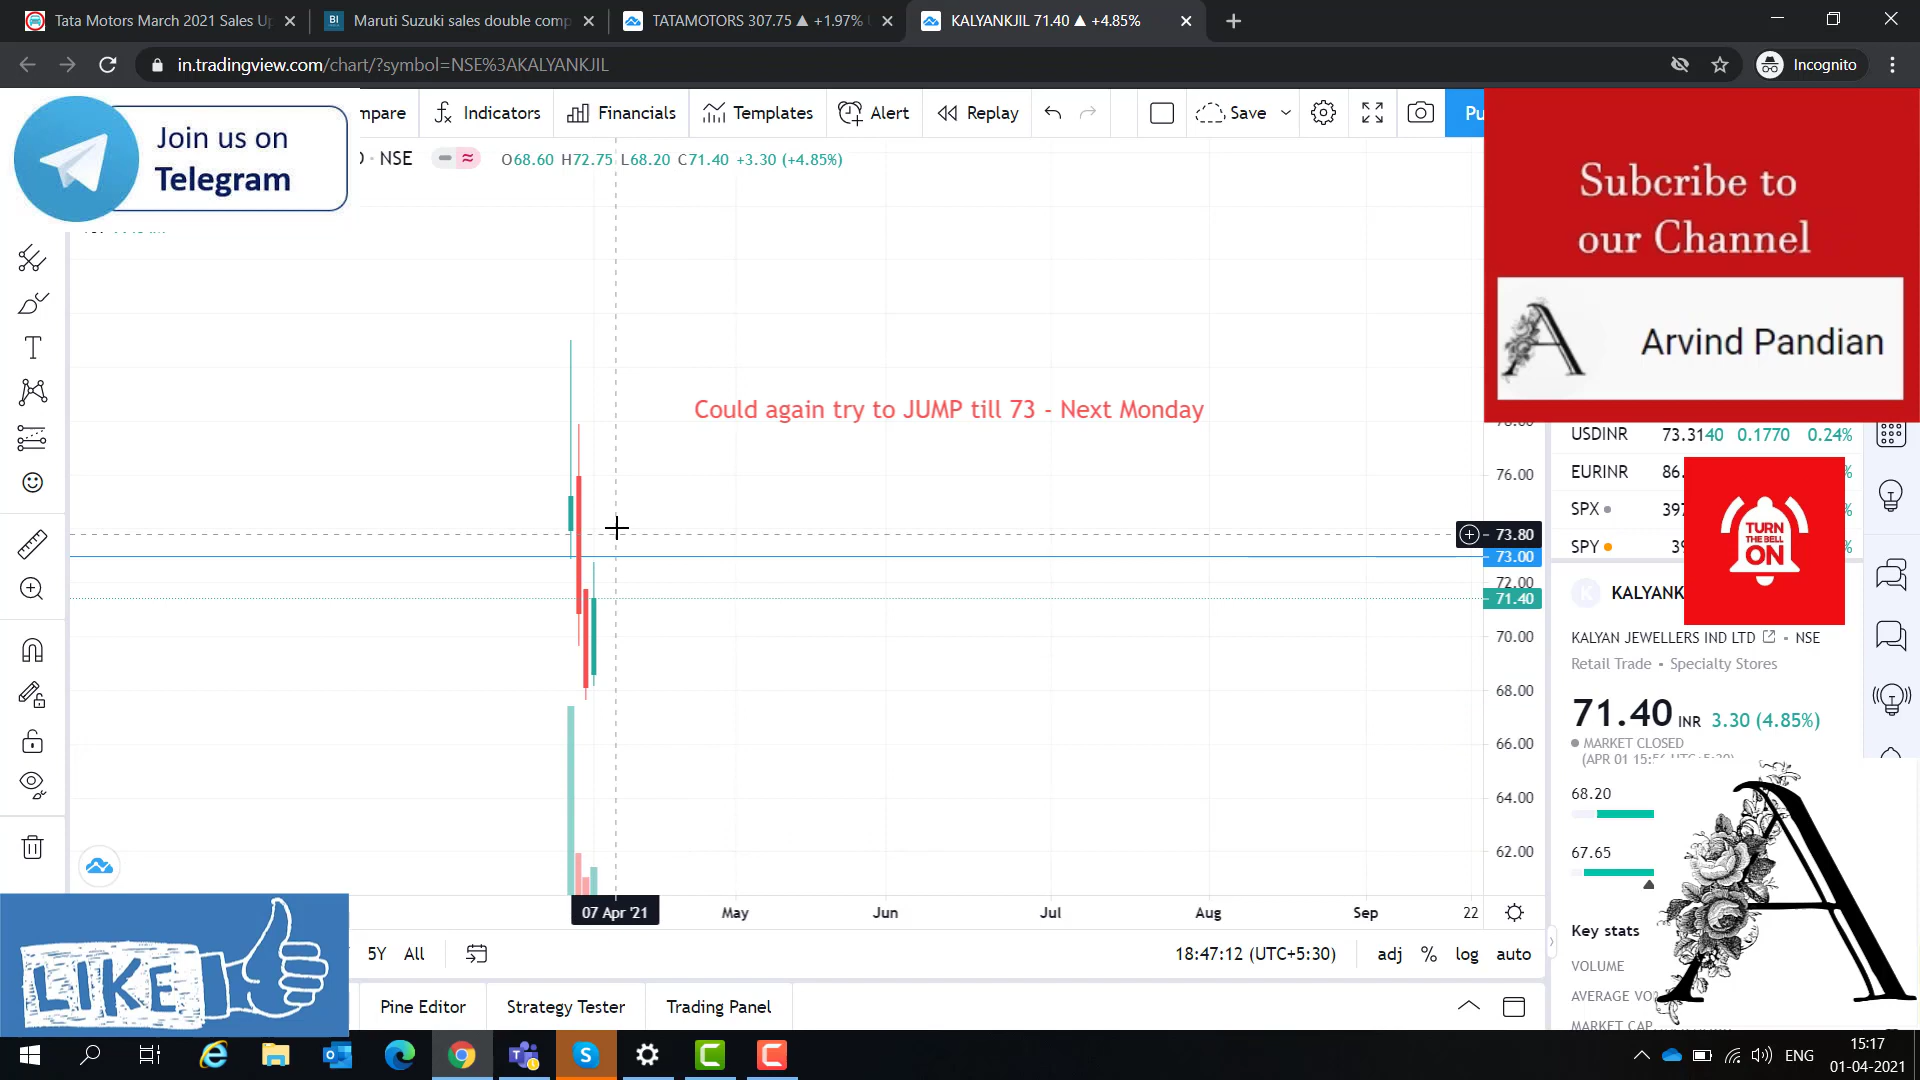 Tata Motors March 2021 Sales Up
Maruti Suzuki sales double comp
TATAMOTORS 307.75 ▲ +1.97%
KALYANKJIL 71.40 ▲ +4.85%
in.tradingview.com/chart/?symbol=NSE%3AKALYANKJIL
Incognito
Join us on
Telegram
Indicators
Financials
Templates
Alert
Replay
Save
NSE
O68.60 H72.75 L68.20 C71.40 +3.30 (+4.85%)
Subcribe to
our Channel
Arvind Pandian
Could again try to JUMP till 73 - Next Monday
76.00
73.80
73.00
72.00
71.40
70.00
68.00
66.00
64.00
62.00
USDINR 73.3140 0.1770 0.24%
EURINR 86.
SPX 397
SPY 39
TURN
THE BELL
ON
KALYANK
KALYAN JEWELLERS IND LTD • NSE
Retail Trade • Specialty Stores
71.40 INR 3.30 (4.85%)
MARKET CLOSED
68.20
67.65
Key stats
VOLUME
AVERAGE VO
MARKET CAP
07 Apr '21 May Jun Jul Aug Sep 22
5Y All
18:47:12 (UTC+5:30)
adj % log auto
LIKE
Pine Editor
Strategy Tester
Trading Panel
ENG
15:17
01-04-2021